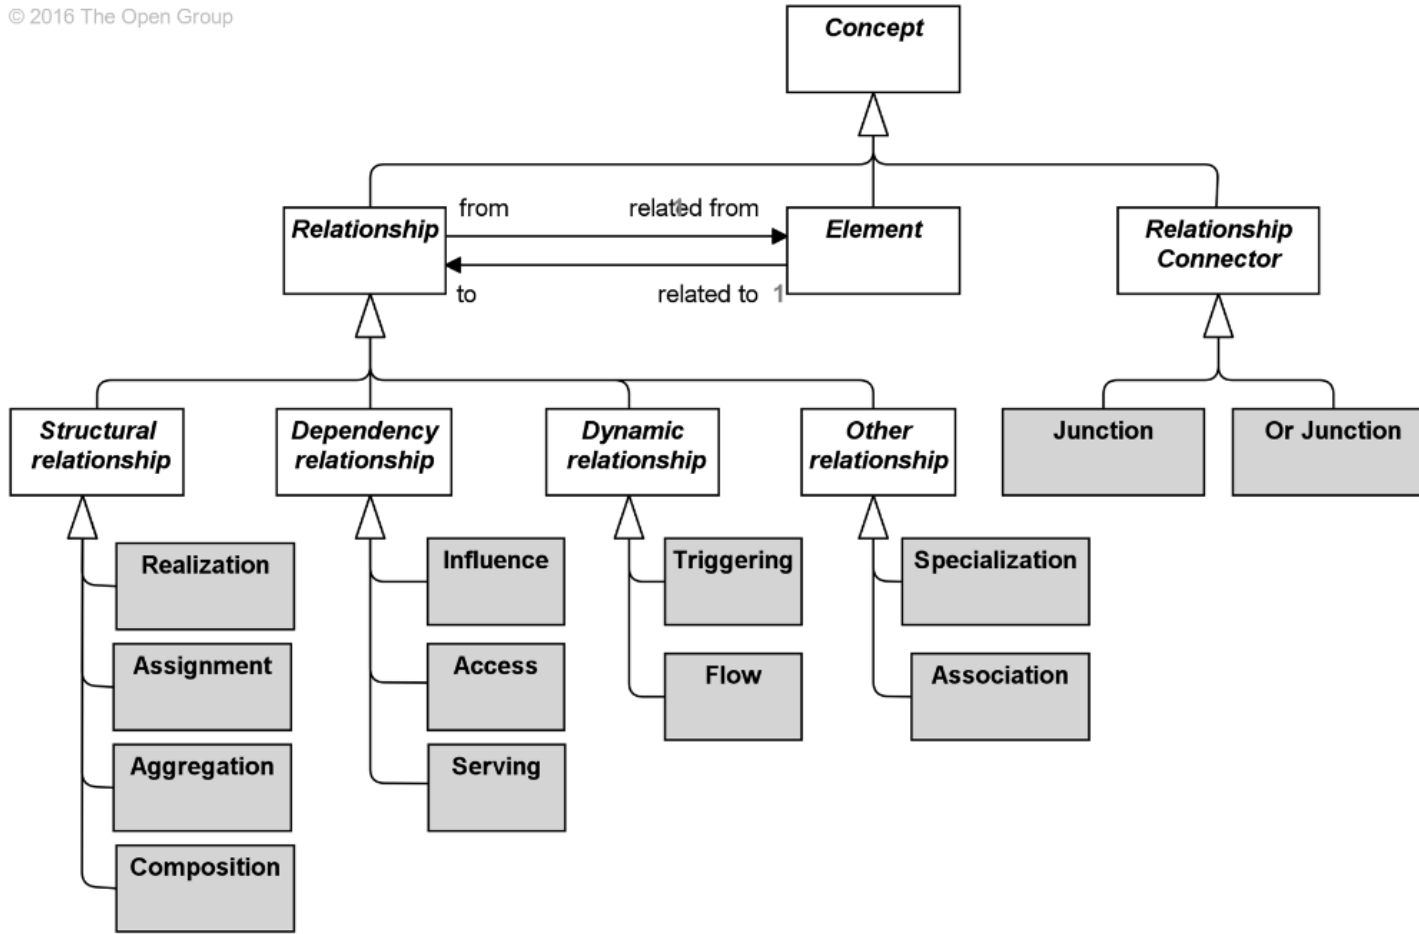 © 2016 The Open Group
Concept
from
related from
1
Relationship
Element
Relationship
Connector
to
related to 1
Structural
relationship
Dependency
relationship
Dynamic
relationship
Other
relationship
Junction
Or Junction
Realization
Influence
Triggering
Specialization
Assignment
Access
Flow
Association
Aggregation
Serving
Composition